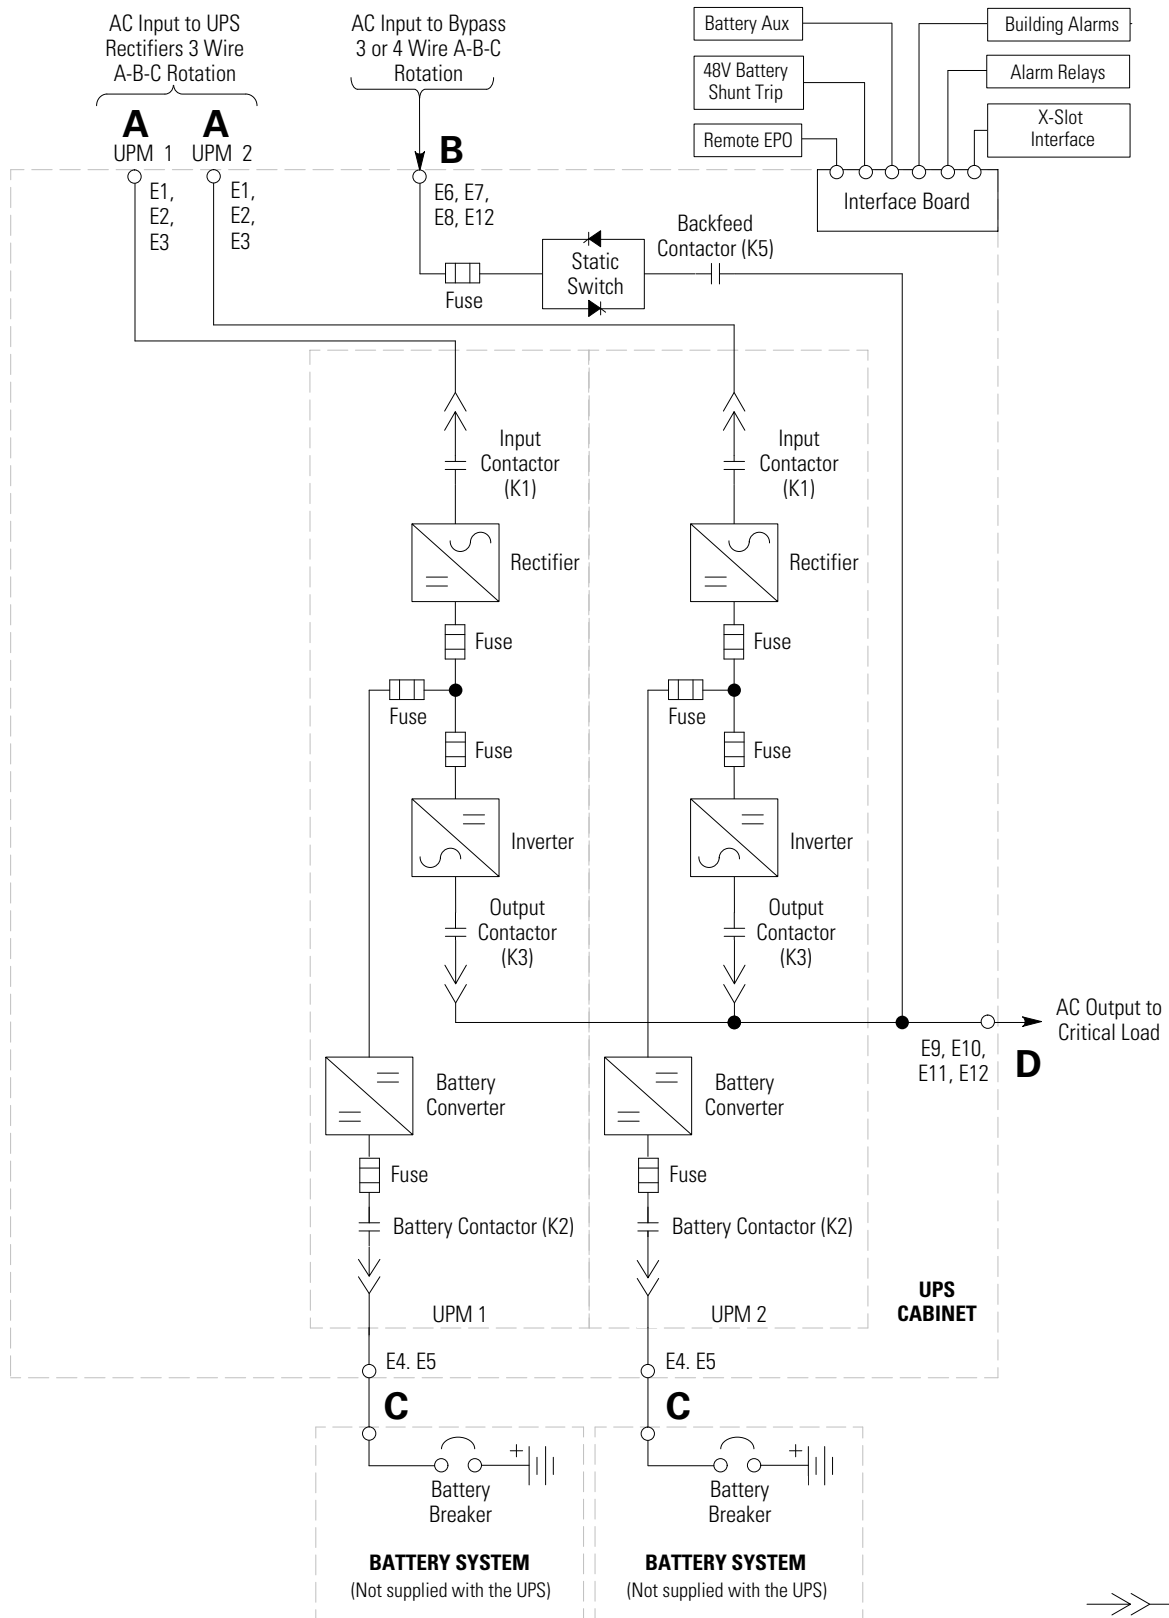 AC Input to UPS
Rectifiers 3 Wire
A-B-C Rotation
AC Input to Bypass
3 or 4 Wire A-B-C
Rotation
Battery Aux
48V Battery
Shunt Trip
Remote EPO
Building Alarms
Alarm Relays
X-Slot
Interface
Interface Board
A
UPM 1
A
UPM 2
B
E1,
E2,
E3
E1,
E2,
E3
E6, E7,
E8, E12
Fuse
Static
Switch
Backfeed
Contactor (K5)
Input
Contactor
(K1)
Input
Contactor
(K1)
Rectifier
Rectifier
Fuse
Fuse
Fuse
Fuse
Fuse
Fuse
Inverter
Inverter
Output
Contactor
(K3)
Output
Contactor
(K3)
AC Output to
Critical Load
E9, E10,
E11, E12
D
Battery
Converter
Battery
Converter
Fuse
Fuse
Battery Contactor (K2)
Battery Contactor (K2)
UPM 1
UPM 2
UPS
CABINET
E4. E5
E4. E5
C
C
+
+
Battery
Breaker
Battery
Breaker
BATTERY SYSTEM
(Not supplied with the UPS)
BATTERY SYSTEM
(Not supplied with the UPS)